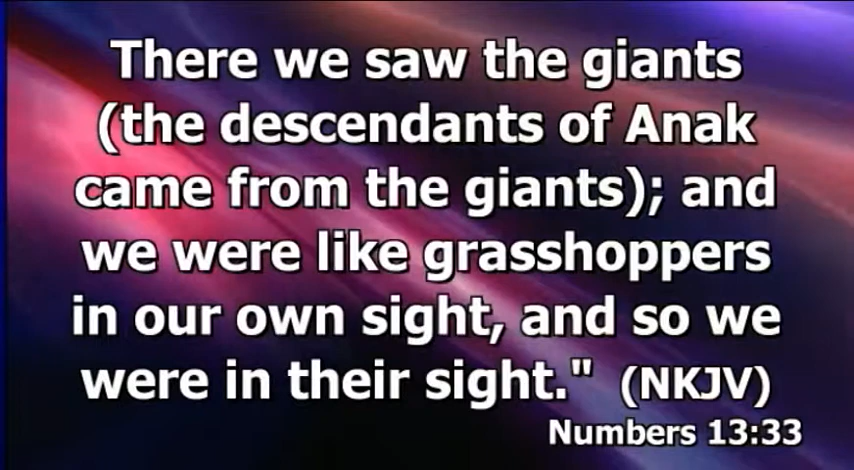 There we saw the giants
(the descendants of Anak
came from the giants); and
we were like grasshoppers
in our own sight, and so we
were in their sight." (NKJV)
Numbers 13:33